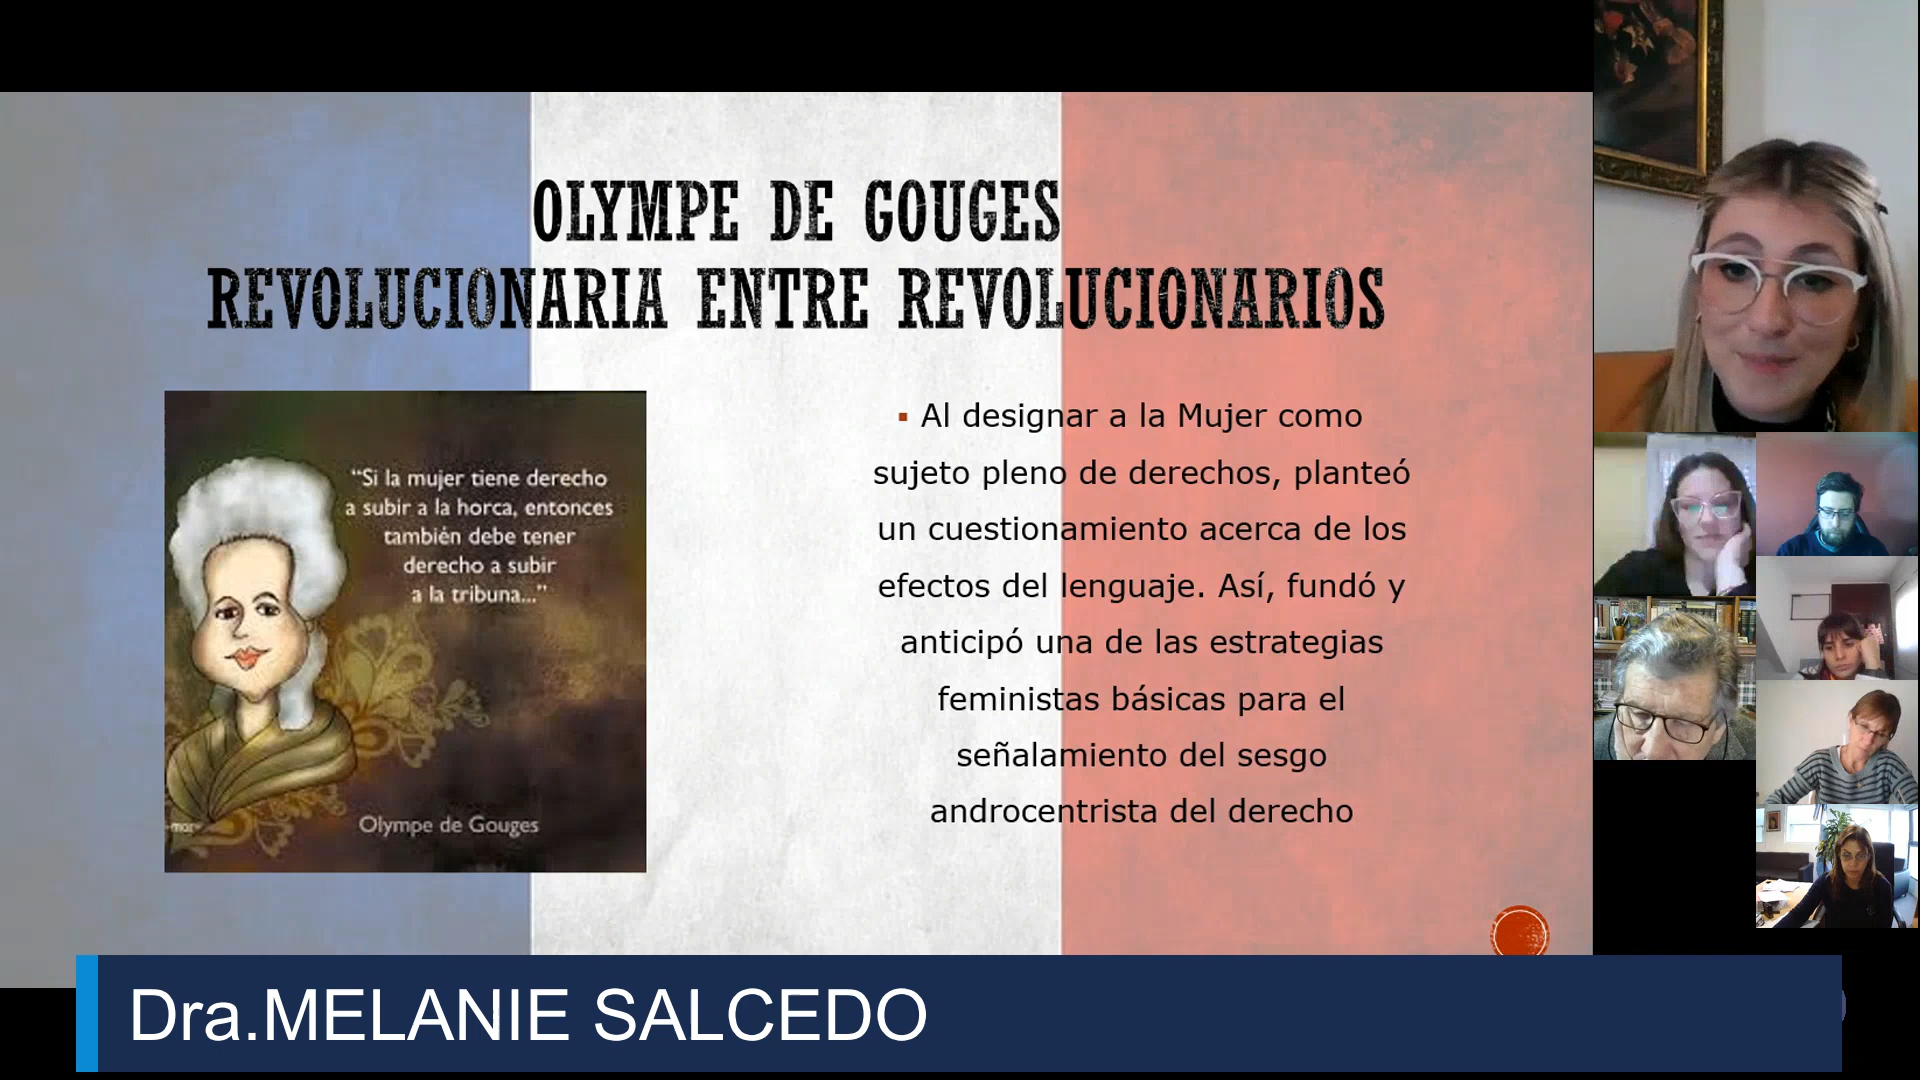 OLYMPE DE GOUGES
REVOLUCIONARIA ENTRE REVOLUCIONARIOS
“Si la mujer tiene derecho
a subir a la horca, entonces
también debe tener
derecho a subir
a la tribuna...”
Olympe de Gouges
▪ Al designar a la Mujer como
sujeto pleno de derechos, planteó
un cuestionamiento acerca de los
efectos del lenguaje. Así, fundó y
anticipó una de las estrategias
feministas básicas para el
señalamiento del sesgo
androcentrista del derecho
Dra.MELANIE SALCEDO